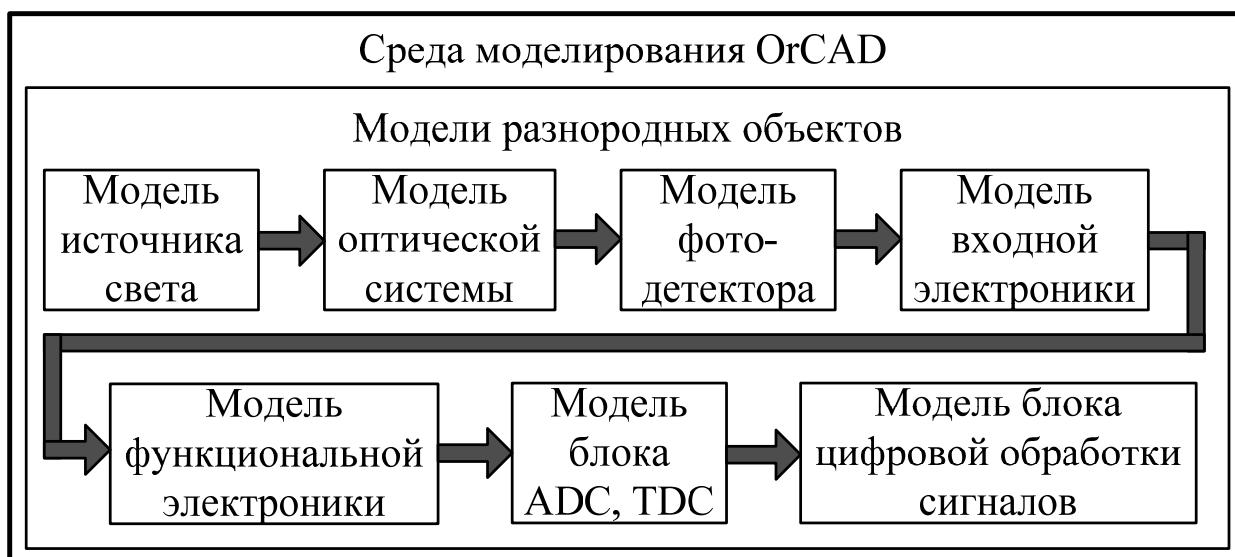 Среда моделирования OrCAD
Модели разнородных объектов
Модель
источника
света
Модель
оптической
системы
Модель
фото-
детектора
Модель
входной
электроники
Модель
функциональной
электроники
Модель
блока
ADC, TDC
Модель блока
цифровой обработки
сигналов